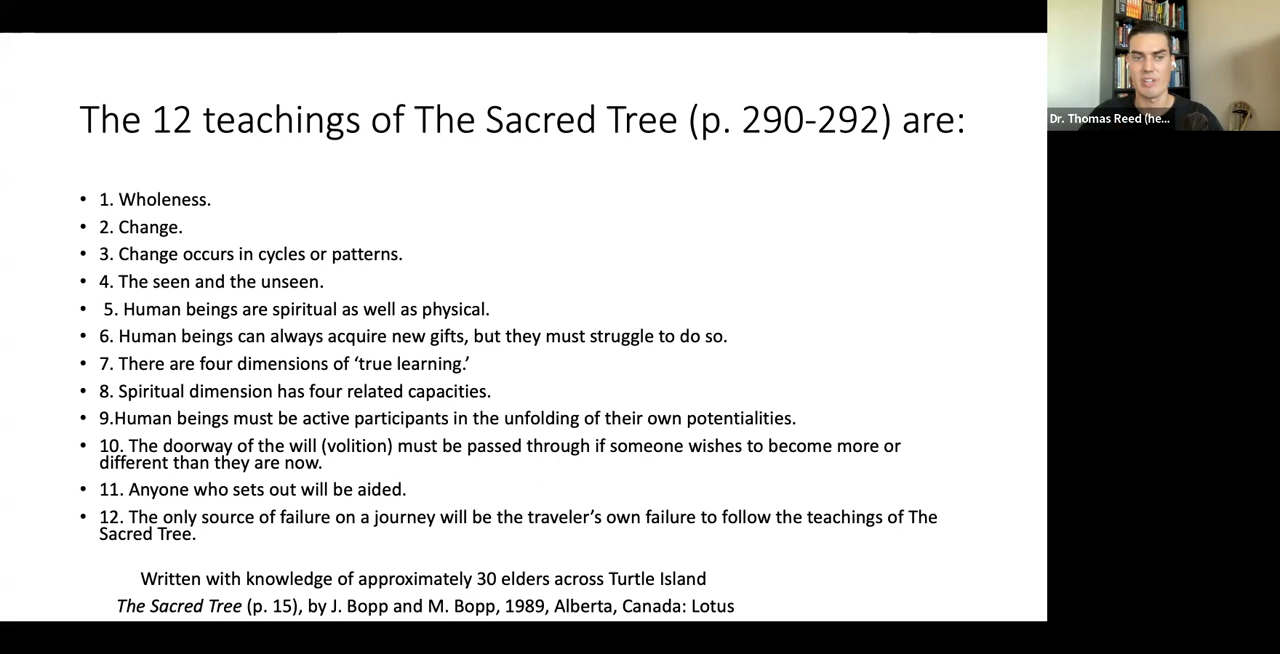 The 12 teachings of The Sacred Tree (p. 290-292) are:
• 1. Wholeness.
• 2. Change.
• 3. Change occurs in cycles or patterns.
• 4. The seen and the unseen.
• 5. Human beings are spiritual as well as physical.
• 6. Human beings can always acquire new gifts, but they must struggle to do so.
• 7. There are four dimensions of ‘true learning.’
• 8. Spiritual dimension has four related capacities.
• 9.Human beings must be active participants in the unfolding of their own potentialities.
• 10. The doorway of the will (volition) must be passed through if someone wishes to become more or
different than they are now.
• 11. Anyone who sets out will be aided.
• 12. The only source of failure on a journey will be the traveler’s own failure to follow the teachings of The
Sacred Tree.
Written with knowledge of approximately 30 elders across Turtle Island
The Sacred Tree (p. 15), by J. Bopp and M. Bopp, 1989, Alberta, Canada: Lotus
Dr. Thomas Reed (he...